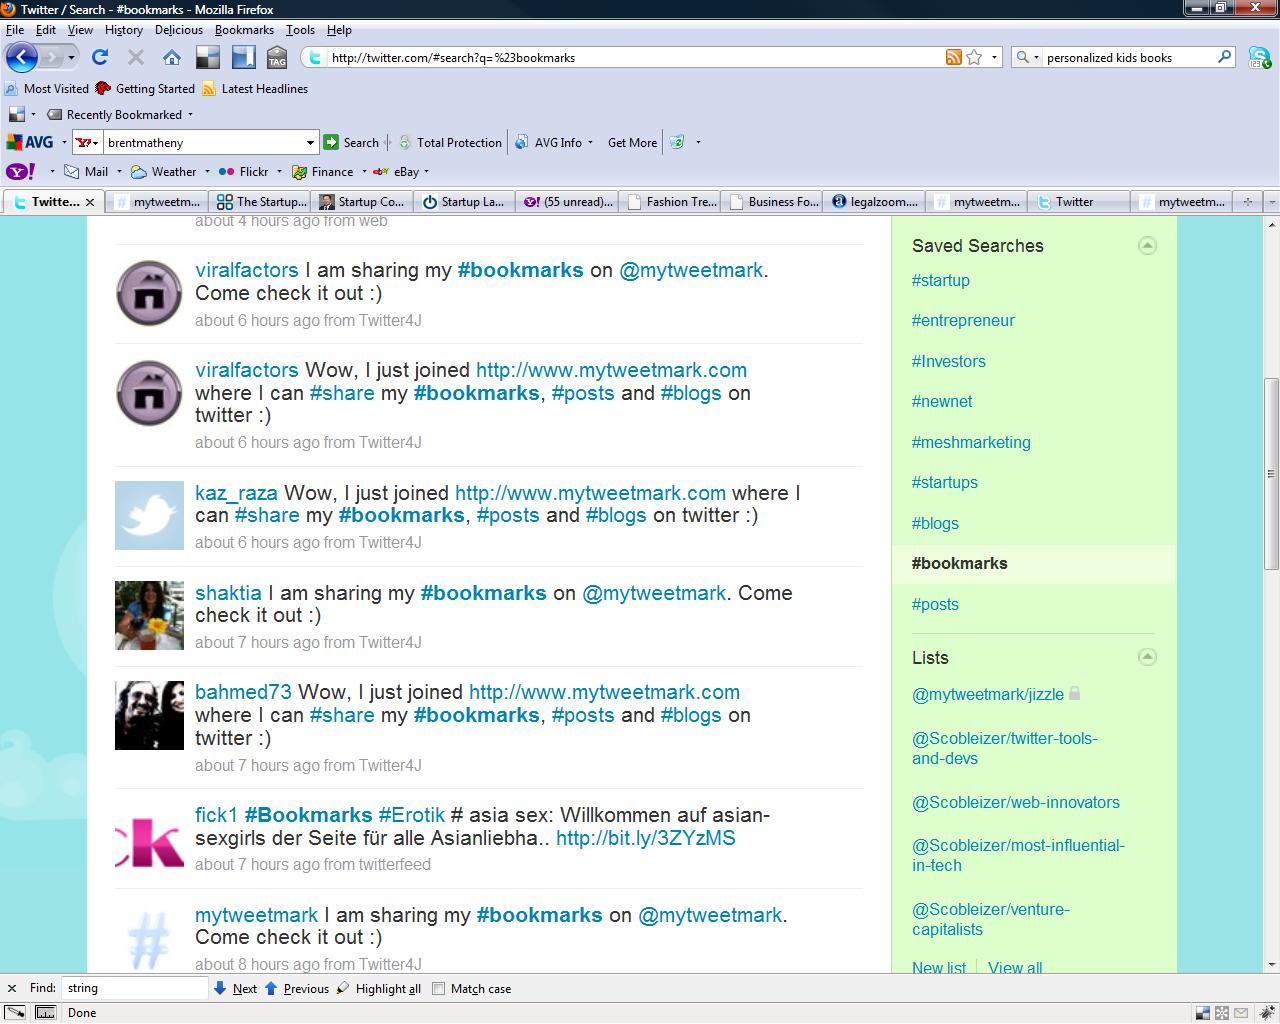 Twitter / Search - #bookmarks - Mozilla Firefox
File Edit View History Delicious Bookmarks Tools Help
TAG http://twitter.com/#search?q=%23bookmarks personalized kids books
Most Visited Getting Started Latest Headlines
Recently Bookmarked
AVG brentmatheny Search Total Protection AVG Info Get More
Y! Mail Weather Flickr Finance eBay
Twitte... mytweetm... The Startup... Startup Co... Startup La... Y! (55 unread)... Fashion Tre... Business Fo... legalzoom.... mytweetm... Twitter mytweetm...
about 4 hours ago from web
viralfactors I am sharing my #bookmarks on @mytweetmark.
Come check it out :)
about 6 hours ago from Twitter4J
viralfactors Wow, I just joined http://www.mytweetmark.com
where I can #share my #bookmarks, #posts and #blogs on
twitter :)
about 6 hours ago from Twitter4J
kaz_raza Wow, I just joined http://www.mytweetmark.com where I
can #share my #bookmarks, #posts and #blogs on twitter :)
about 6 hours ago from Twitter4J
shaktia I am sharing my #bookmarks on @mytweetmark. Come
check it out :)
about 7 hours ago from Twitter4J
bahmed73 Wow, I just joined http://www.mytweetmark.com
where I can #share my #bookmarks, #posts and #blogs on
twitter :)
about 7 hours ago from Twitter4J
ck
fick1 #Bookmarks #Erotik # asia sex: Willkommen auf asian-
sexgirls der Seite für alle Asianliebha.. http://bit.ly/3ZYzMS
about 7 hours ago from twitterfeed
#
mytweetmark I am sharing my #bookmarks on @mytweetmark.
Come check it out :)
about 8 hours ago from Twitter4J
Saved Searches
#startup
#entrepreneur
#Investors
#newnet
#meshmarketing
#startups
#blogs
#bookmarks
#posts
Lists
@mytweetmark/jizzle
@Scobleizer/twitter-tools-
and-devs
@Scobleizer/web-innovators
@Scobleizer/most-influential-
in-tech
@Scobleizer/venture-
capitalists
New list View all
Find: string Next Previous Highlight all Match case
Done